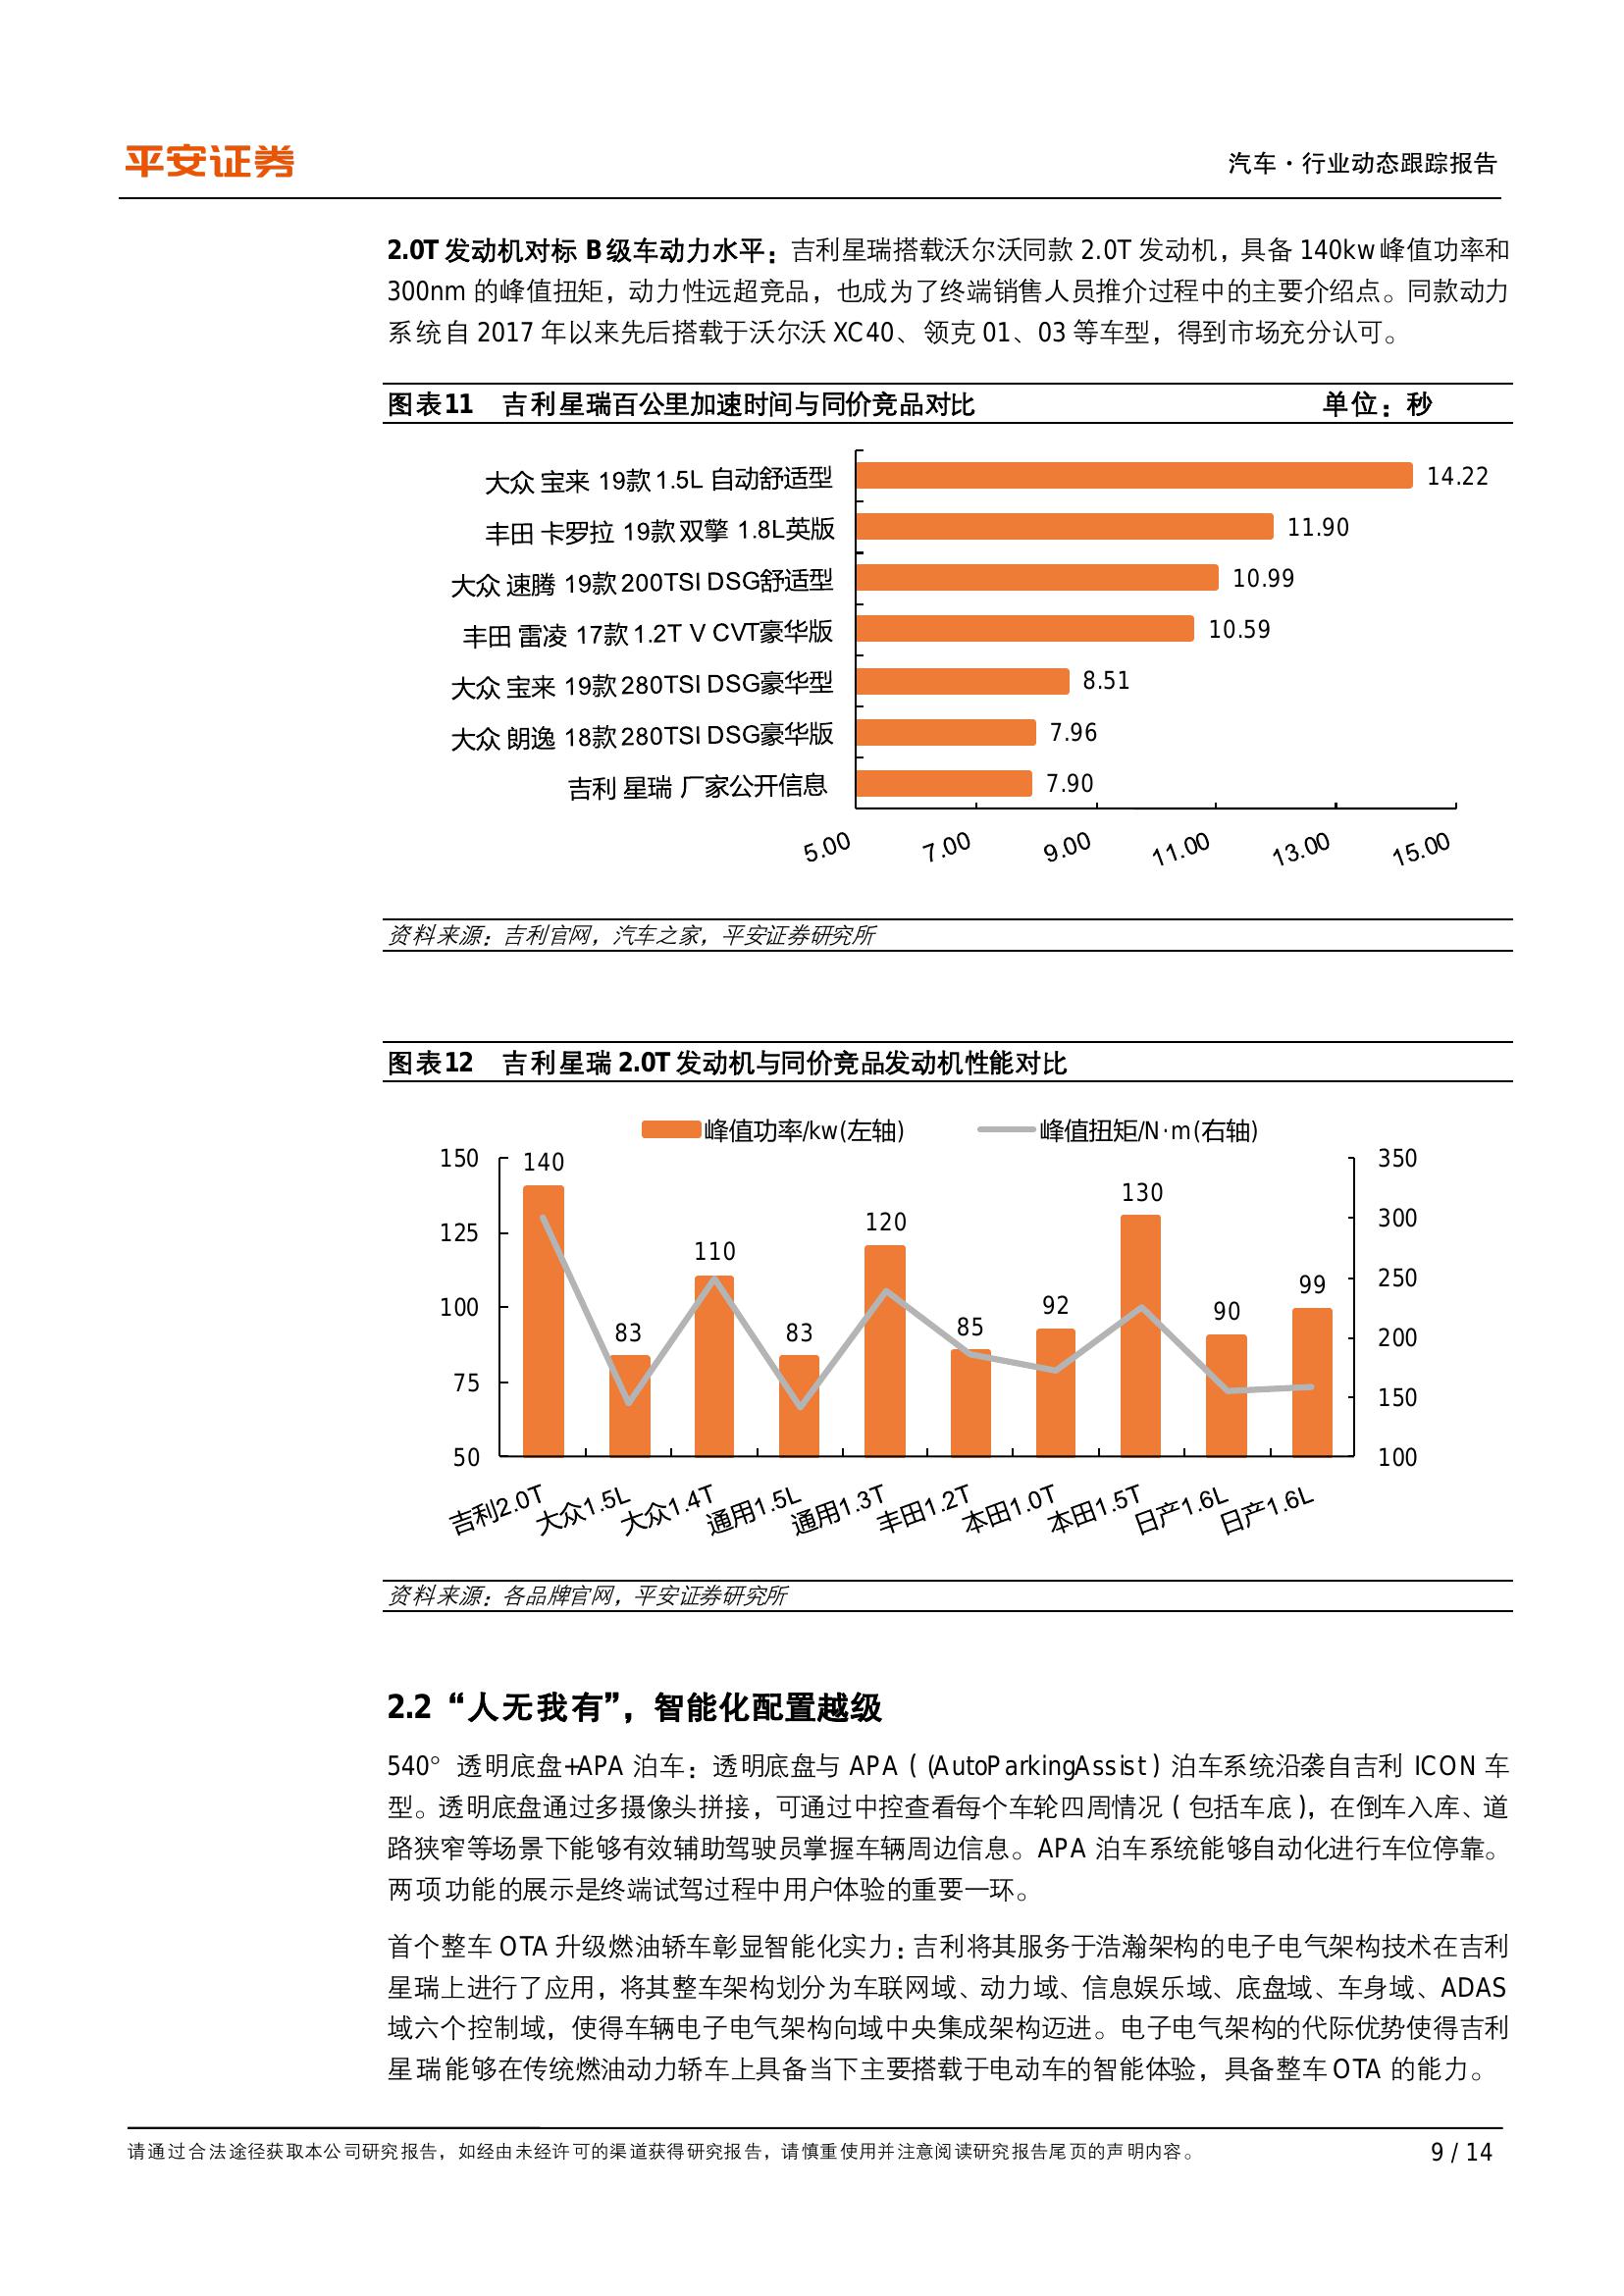 平安证券
汽车·行业动态跟踪报告
2.0T 发动机对标 B 级车动力水平：吉利星瑞搭载沃尔沃同款 2.0T 发动机，具备 140kw 峰值功率和
300nm 的峰值扭矩，动力性远超竞品，也成为了终端销售人员推介过程中的主要介绍点。同款动力
系统自 2017 年以来先后搭载于沃尔沃 XC40、领克 01、03 等车型，得到市场充分认可。
图表11 吉利星瑞百公里加速时间与同价竞品对比 单位：秒
大众 宝来 19款 1.5L 自动舒适型 14.22
丰田 卡罗拉 19款 双擎 1.8L英版 11.90
大众 速腾 19款 200TSI DSG舒适型 10.99
丰田 雷凌 17款 1.2T V CVT豪华版 10.59
大众 宝来 19款 280TSI DSG豪华型 8.51
大众 朗逸 18款 280TSI DSG豪华版 7.96
吉利 星瑞 厂家公开信息 7.90
5.00 7.00 9.00 11.00 13.00 15.00
资料来源：吉利官网，汽车之家，平安证券研究所
图表12 吉利星瑞 2.0T 发动机与同价竞品发动机性能对比
峰值功率/kw(左轴) 峰值扭矩/N·m(右轴)
150 125 100 75 50
140 83 110 83 120 85 92 130 90 99
350 300 250 200 150 100
吉利2.0T 大众1.5L 大众1.4T 通用1.5L 通用1.3T 丰田1.2T 本田1.0T 本田1.5T 日产1.6L 日产1.6L
资料来源：各品牌官网，平安证券研究所
2.2 “人无我有”，智能化配置越级
540° 透明底盘+APA 泊车：透明底盘与 APA（(AutoParkingAssist）泊车系统沿袭自吉利 ICON 车
型。透明底盘通过多摄像头拼接，可通过中控查看每个车轮四周情况（包括车底），在倒车入库、道
路狭窄等场景下能够有效辅助驾驶员掌握车辆周边信息。APA 泊车系统能够自动化进行车位停靠。
两项功能的展示是终端试驾过程中用户体验的重要一环。
首个整车 OTA 升级燃油轿车彰显智能化实力：吉利将其服务于浩瀚架构的电子电气架构技术在吉利
星瑞上进行了应用，将其整车架构划分为车联网域、动力域、信息娱乐域、底盘域、车身域、ADAS
域六个控制域，使得车辆电子电气架构向域中央集成架构迈进。电子电气架构的代际优势使得吉利
星瑞能够在传统燃油动力轿车上具备当下主要搭载于电动车的智能体验，具备整车 OTA 的能力。
请通过合法途径获取本公司研究报告，如经由未经许可的渠道获得研究报告，请慎重使用并注意阅读研究报告尾页的声明内容。 9 / 14